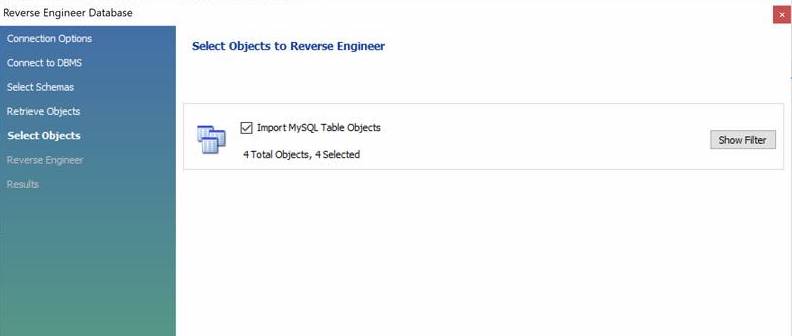 Reverse Engineer Database
Connection Options
Connect to DBMS
Select Schemas
Retrieve Objects
Select Objects
Reverse Engineer
Results
Select Objects to Reverse Engineer
Import MySQL Table Objects
4 Total Objects, 4 Selected
Show Filter